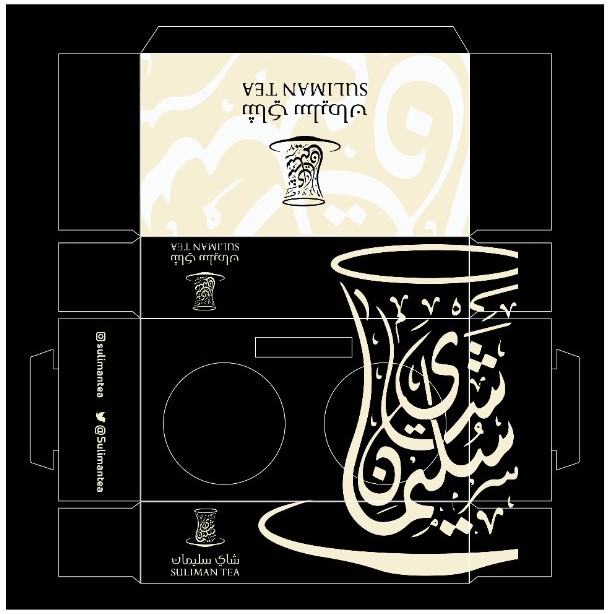 SULIMAN TEA
شاي سليمان
SULIMAN TEA
شاي سليمان
sulimantea
@Sulimantea
شاي
سليمان
شاي سليمان
SULIMAN TEA